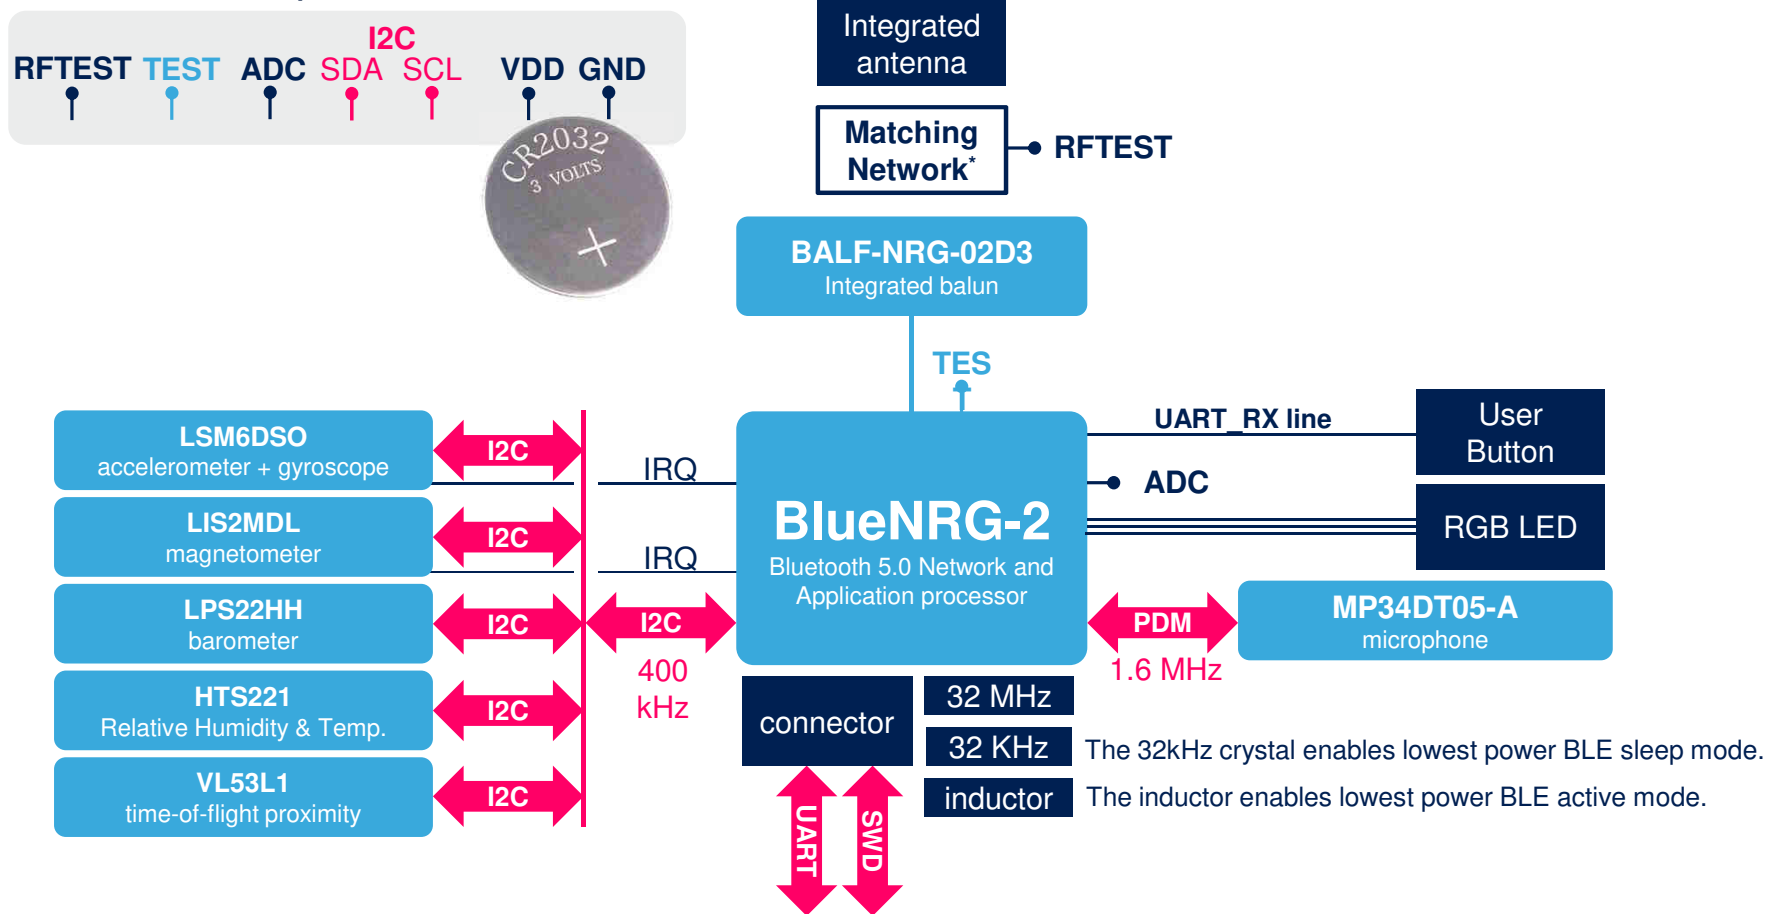 I2C
RFTEST TEST ADC SDA SCL VDD GND
CR2032
3 VOLTS
Integrated
antenna
Matching
Network*
RFTEST
BALF-NRG-02D3
Integrated balun
TES
LSM6DSO
accelerometer + gyroscope
I2C
IRQ
LIS2MDL
magnetometer
I2C
IRQ
LPS22HH
barometer
I2C
I2C
400
kHz
HTS221
Relative Humidity & Temp.
I2C
VL53L1
time-of-flight proximity
I2C
BlueNRG-2
Bluetooth 5.0 Network and
Application processor
UART_RX line
User
Button
ADC
RGB LED
PDM
1.6 MHz
MP34DT05-A
microphone
connector
32 MHz
32 KHz
The 32kHz crystal enables lowest power BLE sleep mode.
inductor
The inductor enables lowest power BLE active mode.
UART
SWD